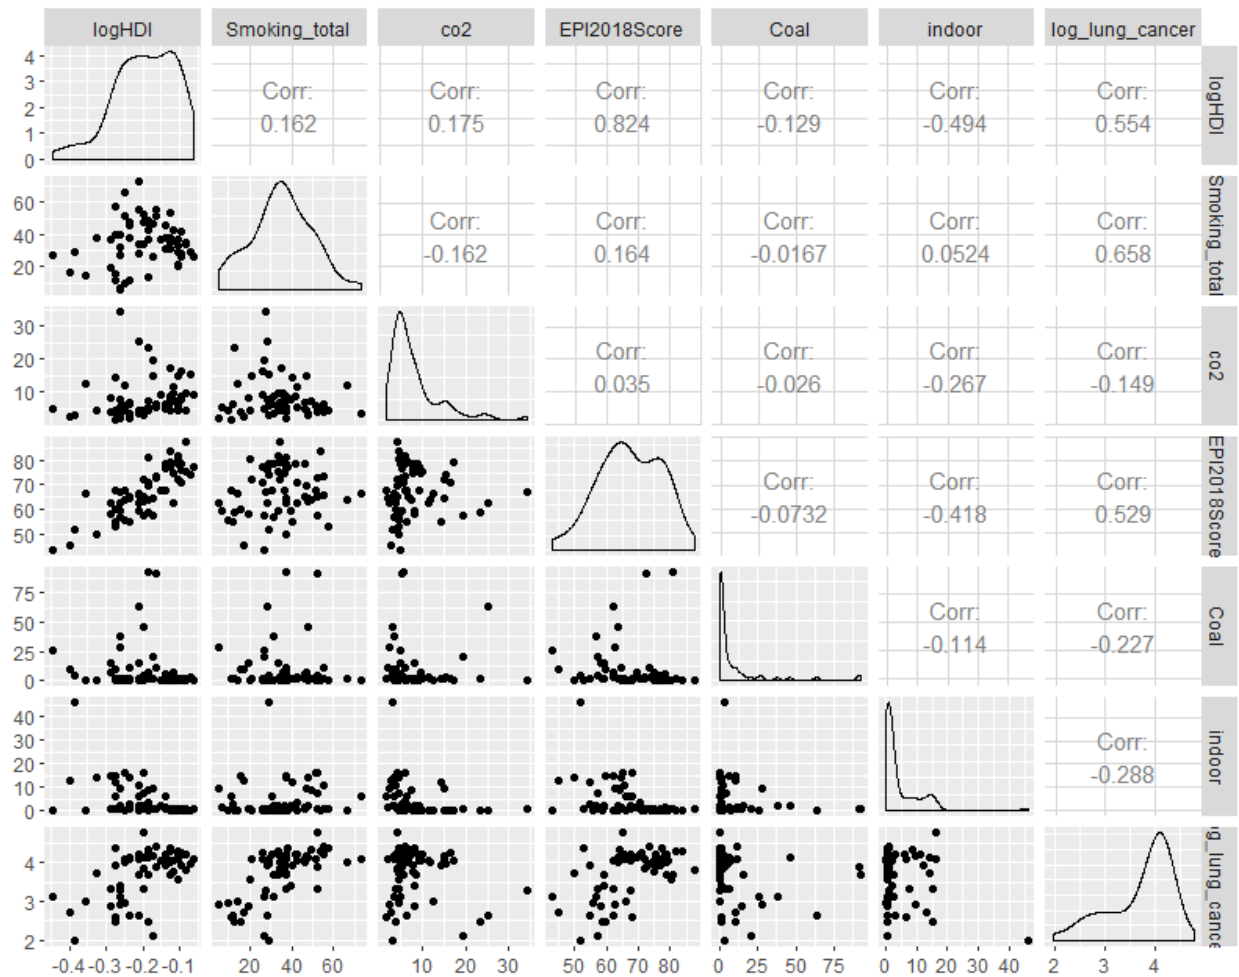 logHDI Smoking_total co2 EPI2018Score Coal indoor log_lung_cancer
4
3
2
1
0
Corr:
0.162
Corr:
0.175
Corr:
0.824
Corr:
-0.129
Corr:
-0.494
Corr:
0.554
logHDI
60
40
20
Corr:
-0.162
Corr:
0.164
Corr:
-0.0167
Corr:
0.0524
Corr:
0.658
Smoking_total
30
20
10
Corr:
0.035
Corr:
-0.026
Corr:
-0.267
Corr:
-0.149
co2
80
70
60
50
Corr:
-0.0732
Corr:
-0.418
Corr:
0.529
EPI2018Score
75
50
25
0
Corr:
-0.114
Corr:
-0.227
Coal
40
30
20
10
0
Corr:
-0.288
indoor
4
3
2
g_lung_cance
-0.4 -0.3 -0.2 -0.1 20 40 60 10 20 30 50 60 70 80 0 25 50 75 0 10 20 30 40 2 3 4